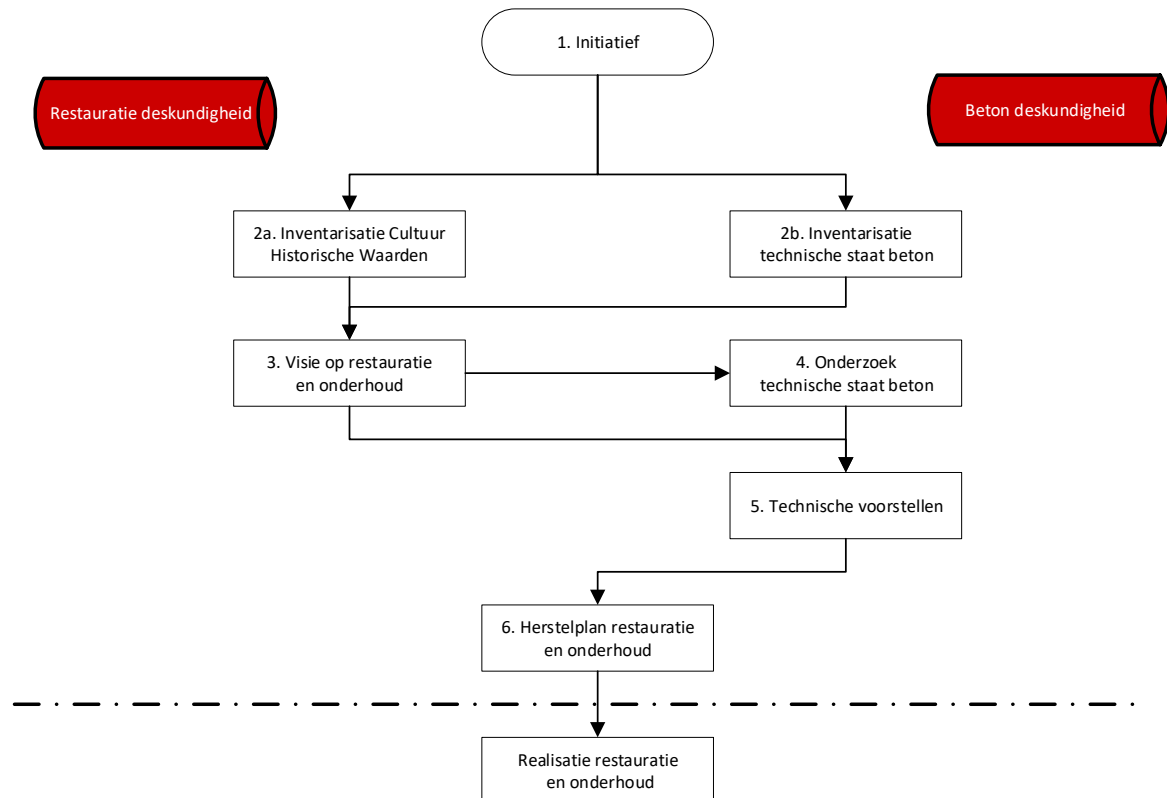 1. Initiatief
Restauratie deskundigheid
Beton deskundigheid
2a. Inventarisatie Cultuur
Historische Waarden
2b. Inventarisatie
technische staat beton
3. Visie op restauratie
en onderhoud
4. Onderzoek
technische staat beton
5. Technische voorstellen
6. Herstelplan restauratie
en onderhoud
Realisatie restauratie
en onderhoud